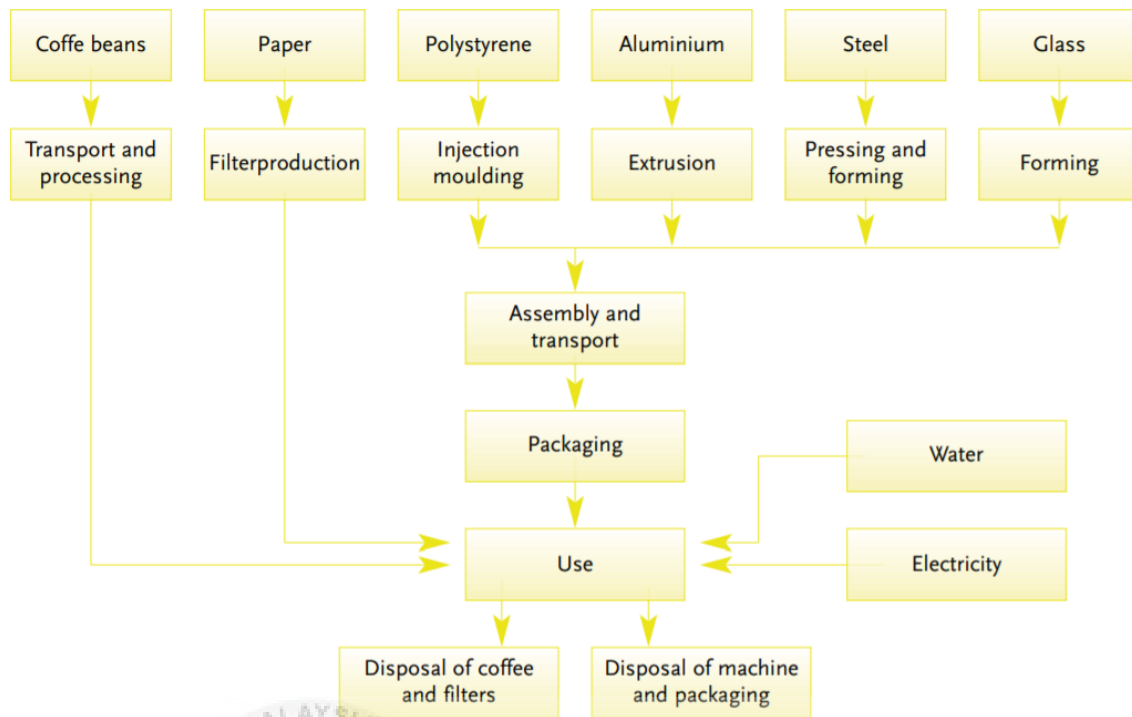 Coffe beans
Paper
Polystyrene
Aluminium
Steel
Glass
Transport and
processing
Filterproduction
Injection
moulding
Extrusion
Pressing and
forming
Forming
Assembly and
transport
Packaging
Water
Use
Electricity
Disposal of coffee
and filters
Disposal of machine
and packaging